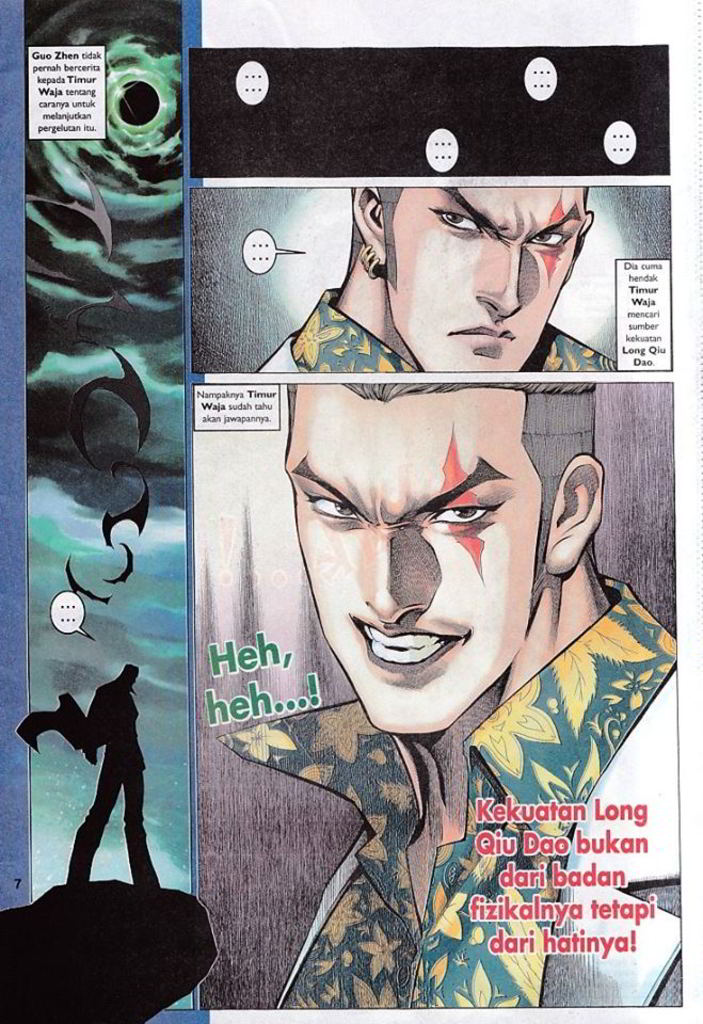 Guo Zhen tidak
pernah bercerita
kepada Timur
Waja tentang
caranya untuk
melanjutkan
pergelutan itu.
...
...
...
...
...
...
...
...
...
...
Dia cuma
hendak
Timur
Waja
mencari
sumber
kekuatan
Long Qiu
Dao.
Nampaknya Timur
Waja sudah tahu
akan jawapannya.
...
...
Heh,
heh...!
Kekuatan Long
Qiu Dao bukan
dari badan
fizikalnya tetapi
dari hatinya!
7